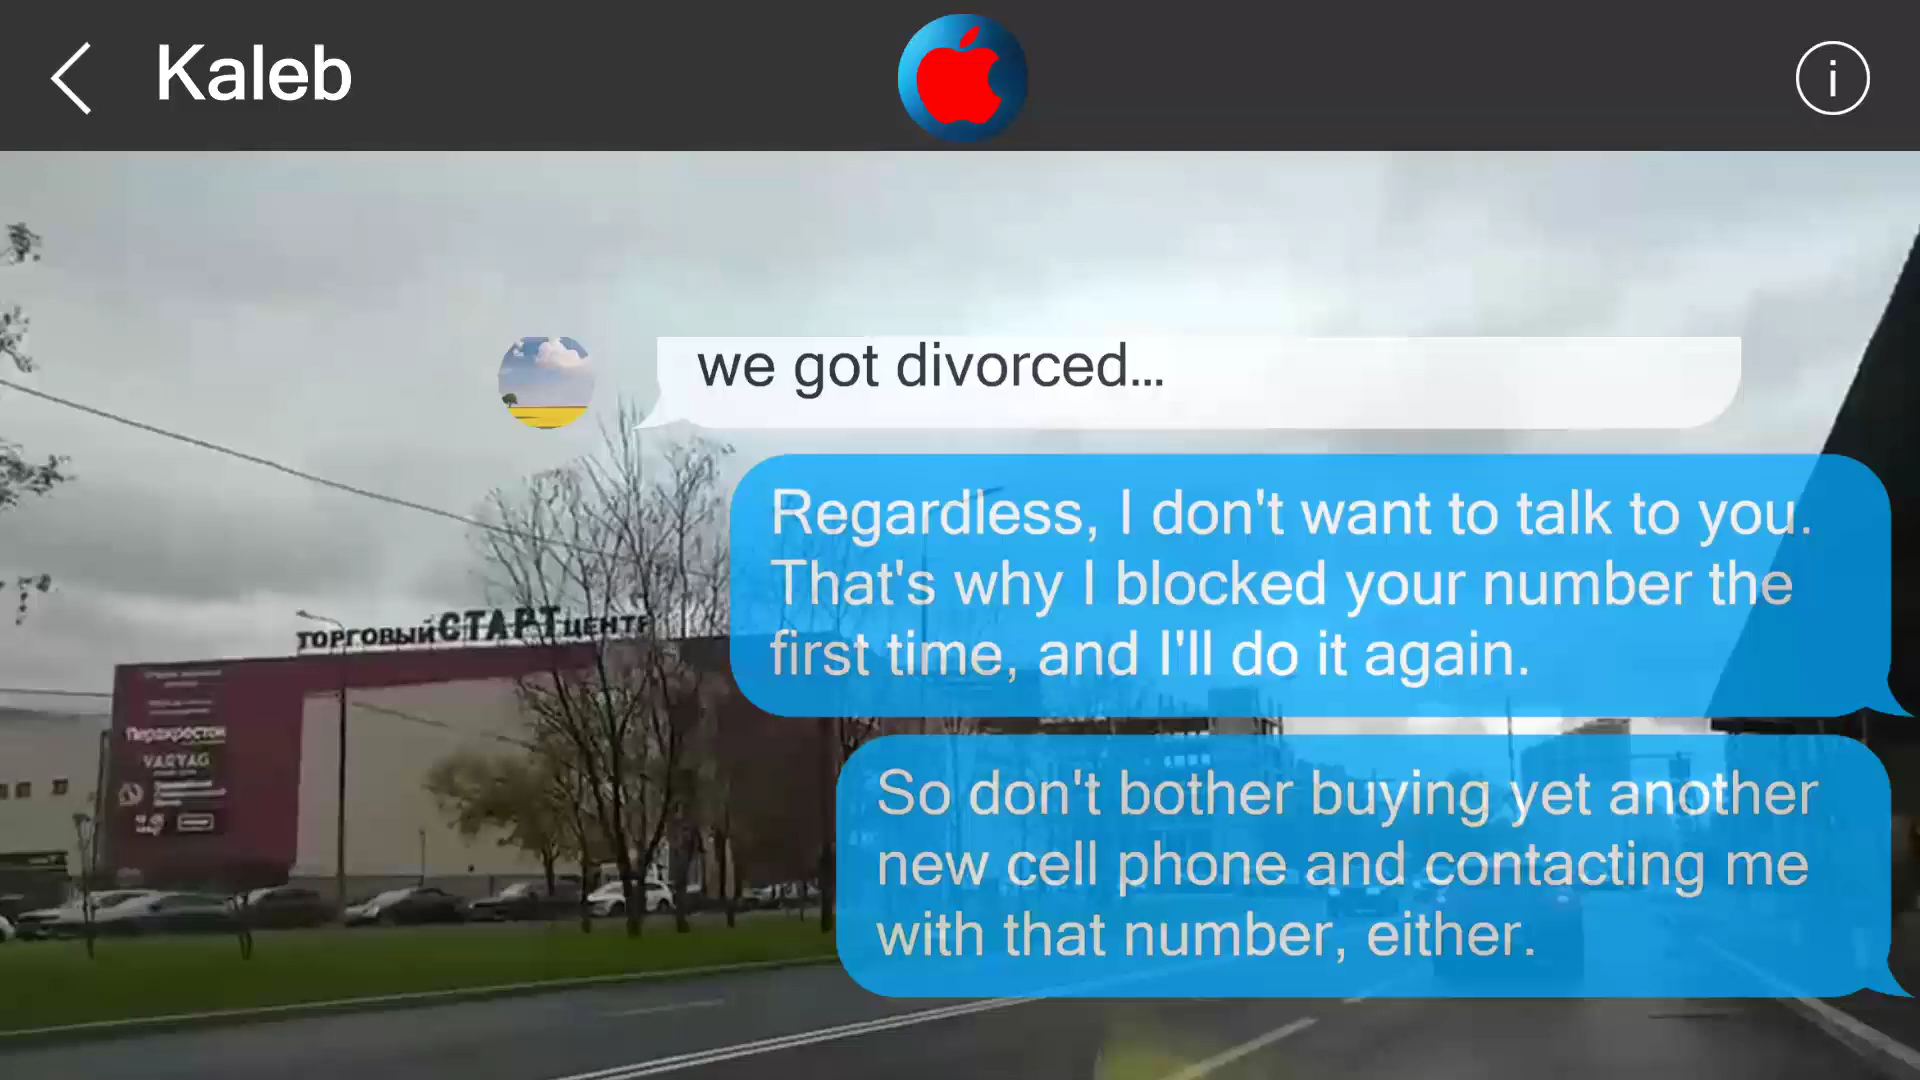 Kaleb
i
we got divorced...
Regardless, I don't want to talk to you.
That's why I blocked your number the
first time, and I'll do it again.
So don't bother buying yet another
new cell phone and contacting me
with that number, either.
ТОРГОВЫЙ СТАРТ ЦЕНТР
Перекрёсток
VARYAG